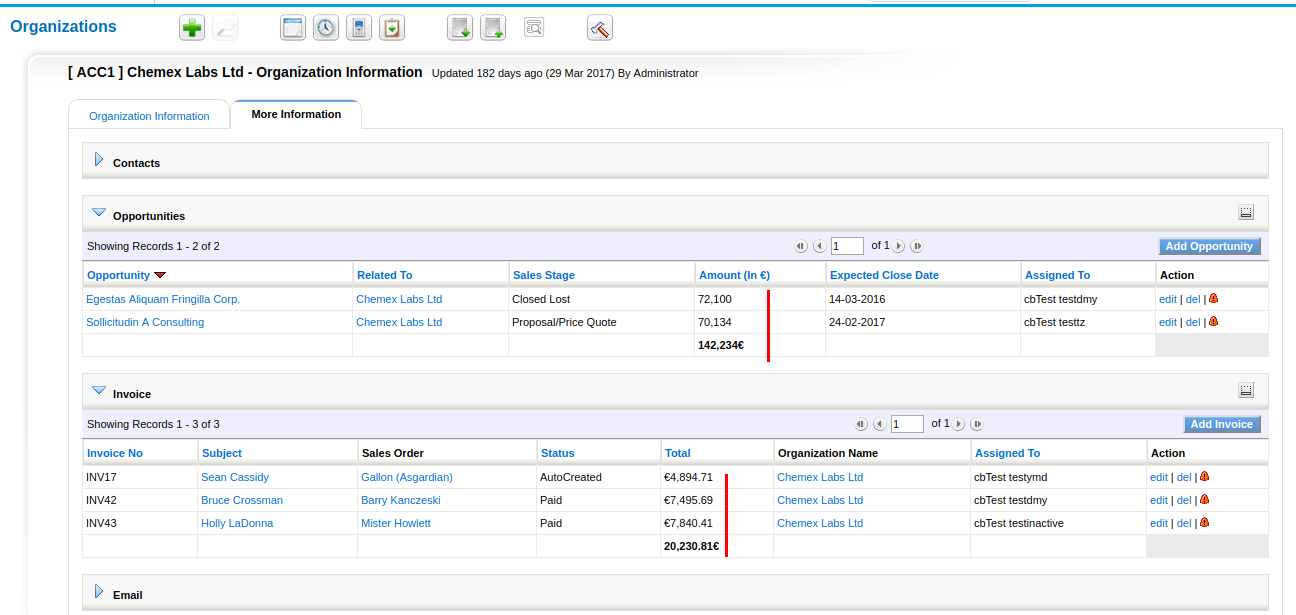 Organizations
[ ACC1 ] Chemex Labs Ltd - Organization Information Updated 182 days ago (29 Mar 2017) By Administrator
Organization Information More Information
Contacts
Opportunities
Showing Records 1 - 2 of 2 1 of 1 Add Opportunity
Opportunity Related To Sales Stage Amount (In €) Expected Close Date Assigned To Action
Egestas Aliquam Fringilla Corp. Chemex Labs Ltd Closed Lost 72,100 14-03-2016 cbTest testdmy edit | del |
Sollicitudin A Consulting Chemex Labs Ltd Proposal/Price Quote 70,134 24-02-2017 cbTest testtz edit | del |
142,234€
Invoice
Showing Records 1 - 3 of 3 1 of 1 Add Invoice
Invoice No Subject Sales Order Status Total Organization Name Assigned To Action
INV17 Sean Cassidy Gallon (Asgardian) AutoCreated €4,894.71 Chemex Labs Ltd cbTest testymd edit | del |
INV42 Bruce Crossman Barry Kanczeski Paid €7,495.69 Chemex Labs Ltd cbTest testdmy edit | del |
INV43 Holly LaDonna Mister Howlett Paid €7,840.41 Chemex Labs Ltd cbTest testinactive edit | del |
20,230.81€
Email